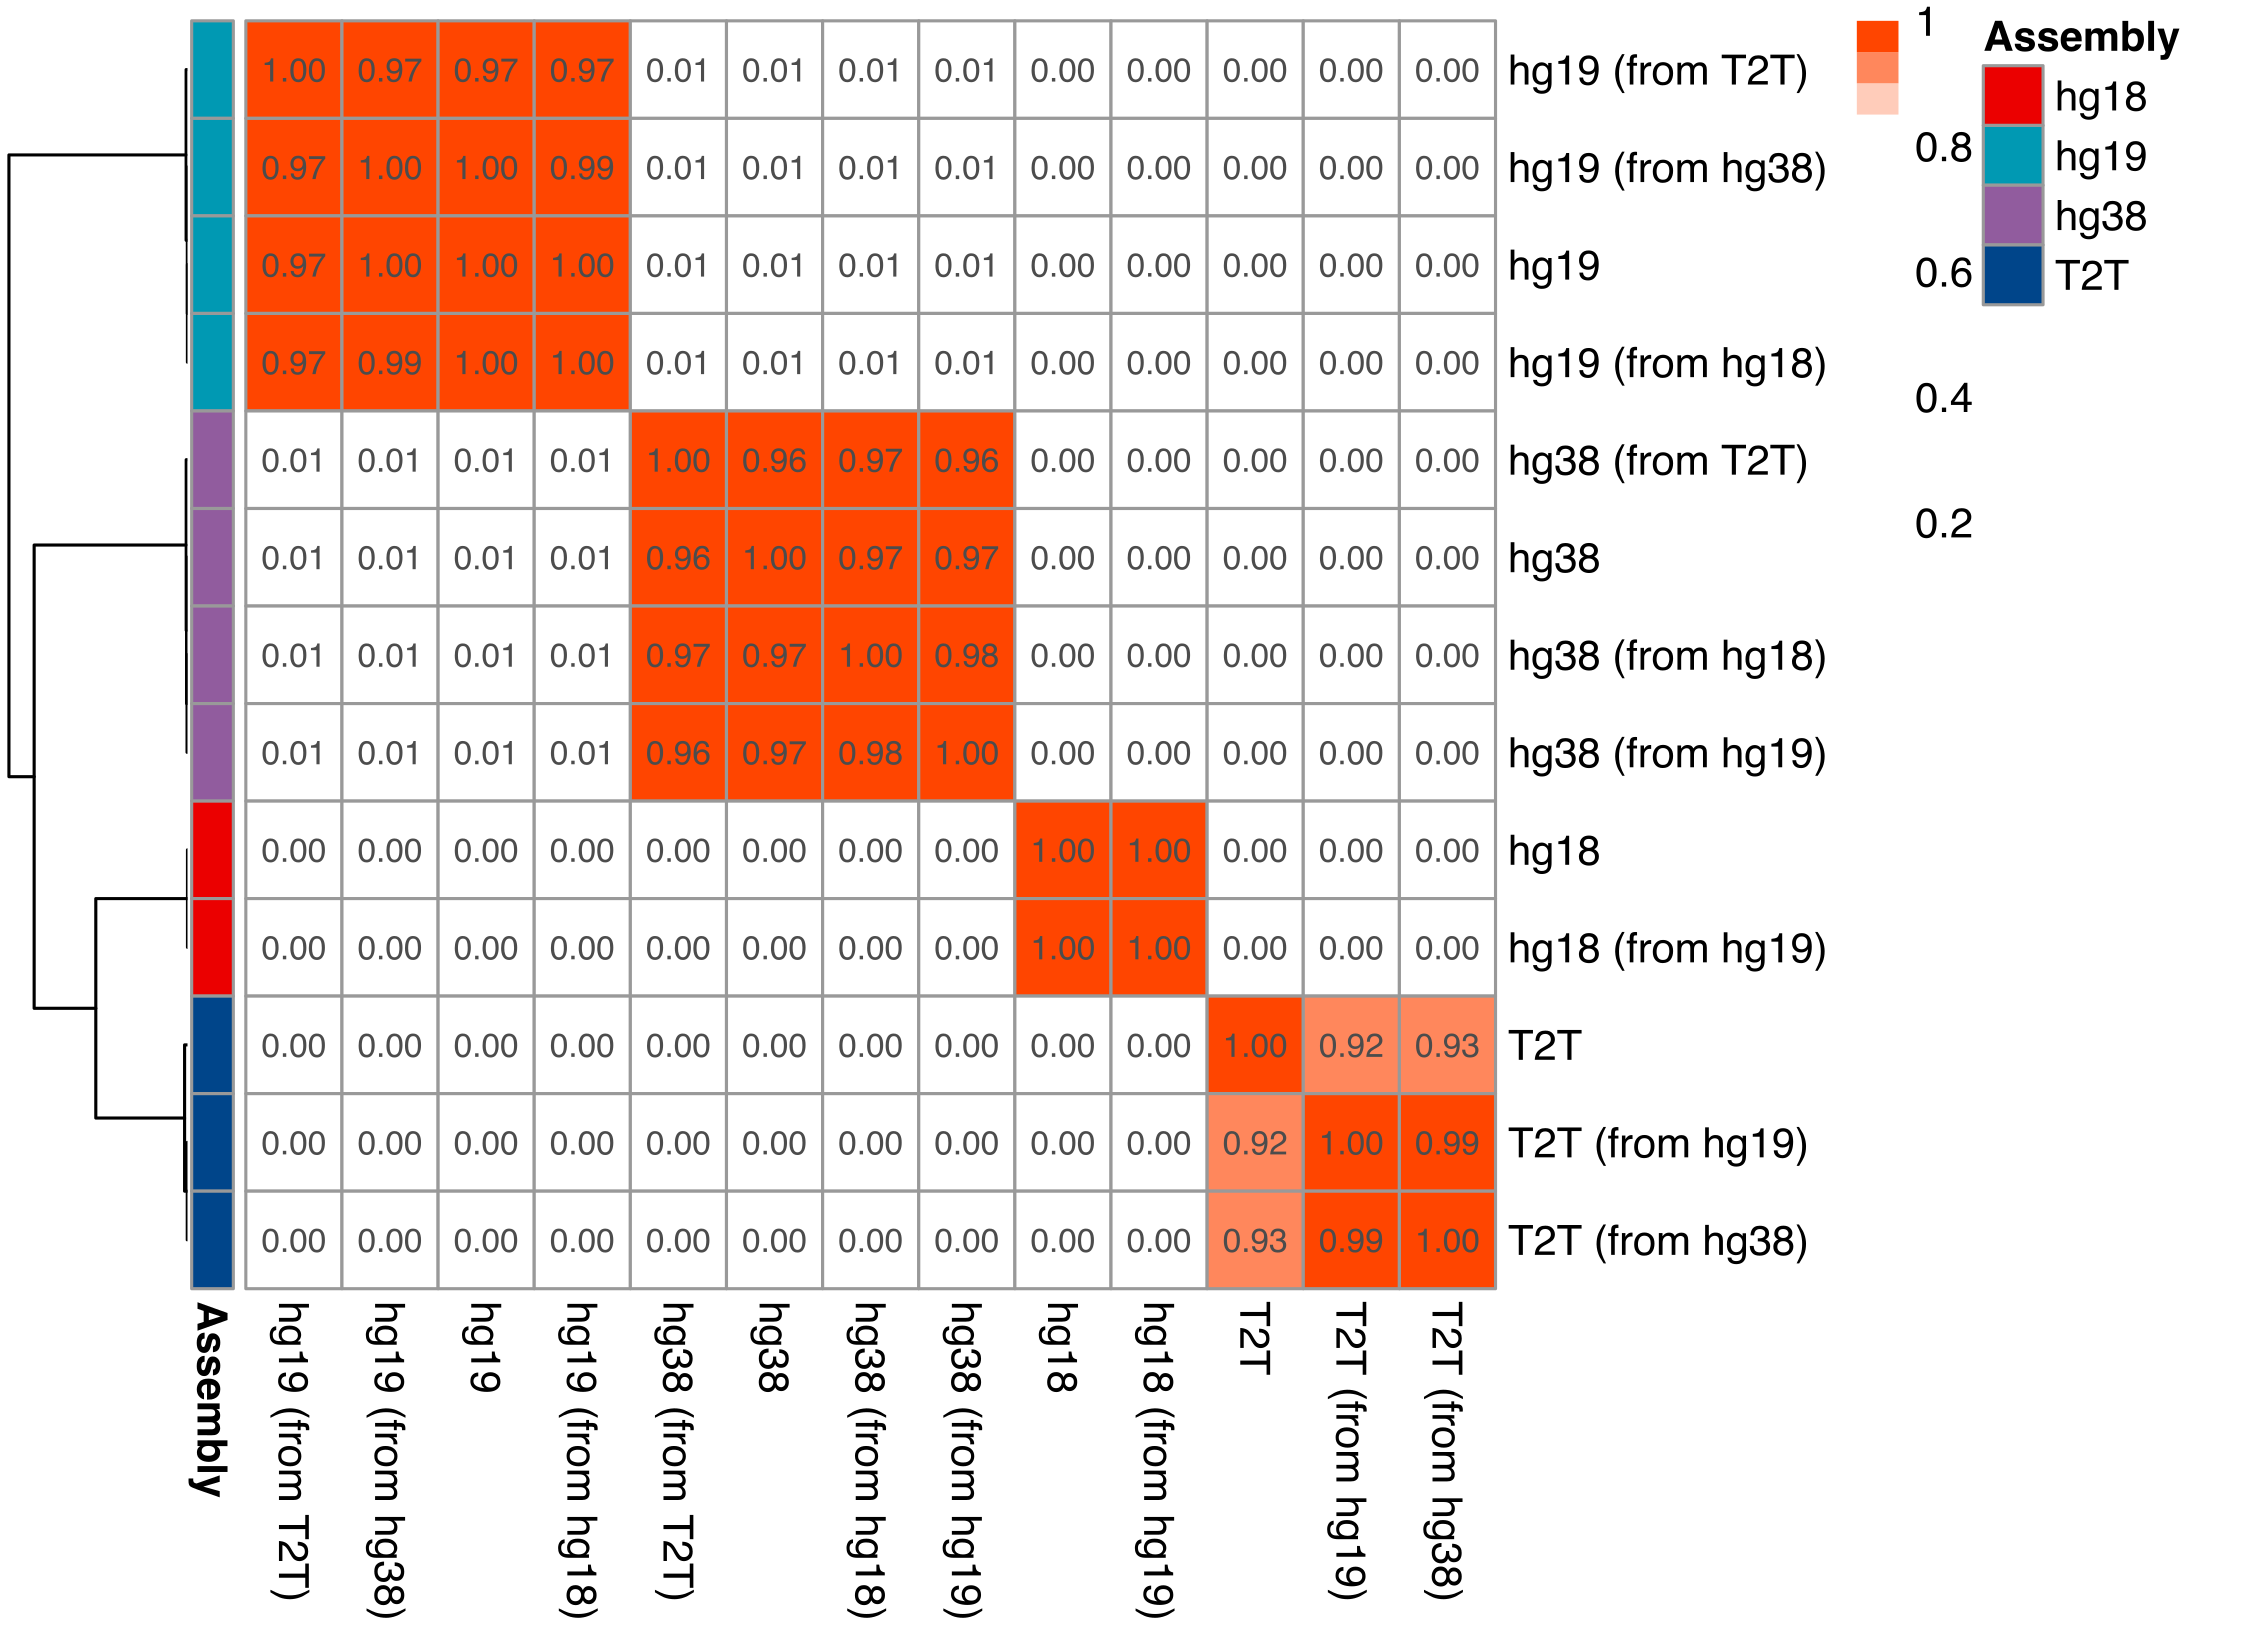 1.00 0.97 0.97 0.97 0.01 0.01 0.01 0.01 0.00 0.00 0.00 0.00 0.00 hg19 (from T2T)
0.97 1.00 1.00 0.99 0.01 0.01 0.01 0.01 0.00 0.00 0.00 0.00 0.00 hg19 (from hg38)
0.97 1.00 1.00 1.00 0.01 0.01 0.01 0.01 0.00 0.00 0.00 0.00 0.00 hg19
0.97 0.99 1.00 1.00 0.01 0.01 0.01 0.01 0.00 0.00 0.00 0.00 0.00 hg19 (from hg18)
0.01 0.01 0.01 0.01 1.00 0.96 0.97 0.96 0.00 0.00 0.00 0.00 0.00 hg38 (from T2T)
0.01 0.01 0.01 0.01 0.96 1.00 0.97 0.97 0.00 0.00 0.00 0.00 0.00 hg38
0.01 0.01 0.01 0.01 0.97 0.97 1.00 0.98 0.00 0.00 0.00 0.00 0.00 hg38 (from hg18)
0.01 0.01 0.01 0.01 0.96 0.97 0.98 1.00 0.00 0.00 0.00 0.00 0.00 hg38 (from hg19)
0.00 0.00 0.00 0.00 0.00 0.00 0.00 0.00 1.00 1.00 0.00 0.00 0.00 hg18
0.00 0.00 0.00 0.00 0.00 0.00 0.00 0.00 1.00 1.00 0.00 0.00 0.00 hg18 (from hg19)
0.00 0.00 0.00 0.00 0.00 0.00 0.00 0.00 0.00 0.00 1.00 0.92 0.93 T2T
0.00 0.00 0.00 0.00 0.00 0.00 0.00 0.00 0.00 0.00 0.92 1.00 0.99 T2T (from hg19)
0.00 0.00 0.00 0.00 0.00 0.00 0.00 0.00 0.00 0.00 0.93 0.99 1.00 T2T (from hg38)
Assembly
hg19 (from T2T)
hg19 (from hg38)
hg19
hg19 (from hg18)
hg38 (from T2T)
hg38
hg38 (from hg18)
hg38 (from hg19)
hg18
hg18 (from hg19)
T2T
T2T (from hg19)
T2T (from hg38)
1
0.8
0.6
0.4
0.2
Assembly
hg18
hg19
hg38
T2T